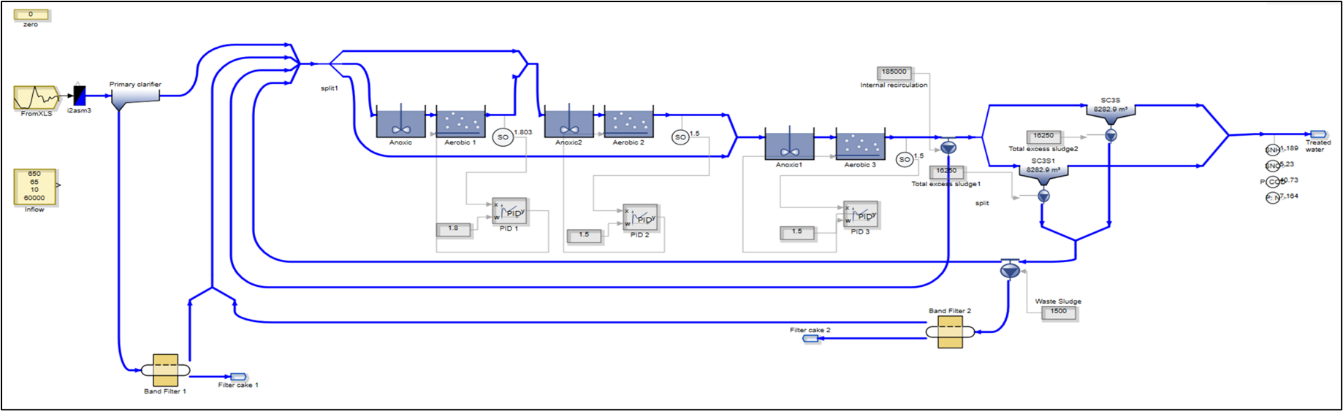 0
zero
FromXLS
i2asm3
Primary clarifier
650
65
10
60000
Inflow
split1
Anoxic
Aerobic 1
SO
1.803
Anoxic2
Aerobic 2
SO
1.5
Anoxic1
Aerobic 3
SO
1.5
185000
Internal recirculation
SC3S
8282.9 m³
16250
Total excess sludge2
SC3S1
8282.9 m³
16250
Total excess sludge1
split
Treated
water
1.8
x
w
y
PID
PID 1
1.5
x
w
y
PID
PID 2
1.5
x
w
y
PID
PID 3
Waste Sludge
1500
Band Filter 2
Filter cake 2
Band Filter 1
Filter cake 1